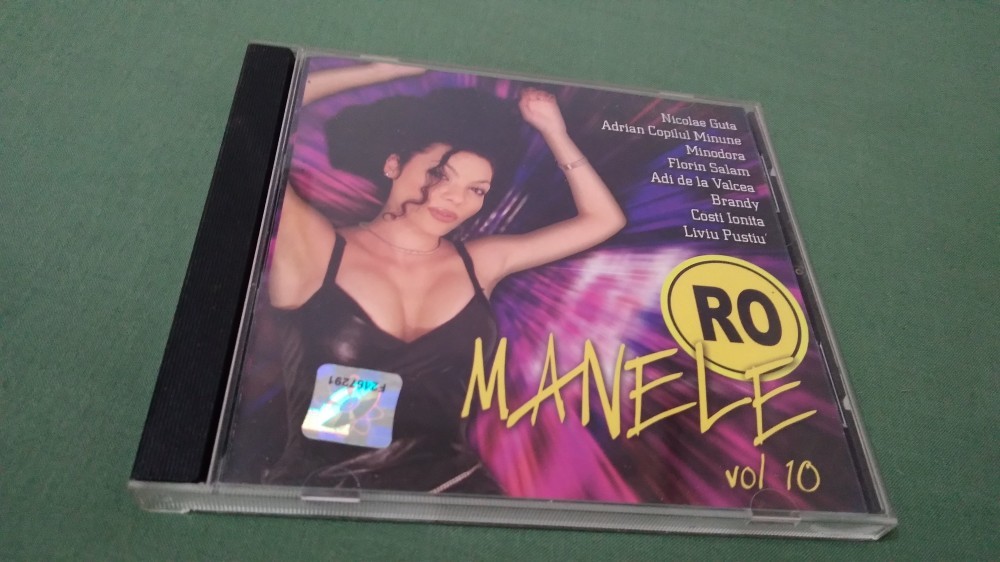 Nicolae Guta
Adrian Copilul Minune
Minodora
Florin Salam
Adi de la Valcea
Brandy
Costi Ionita
Liviu Pustiu'
RO
MANELE
vol 10
F2467291